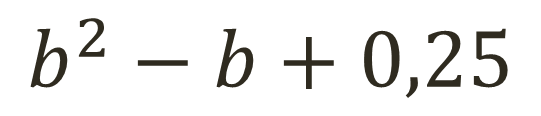 b² − b + 0,25